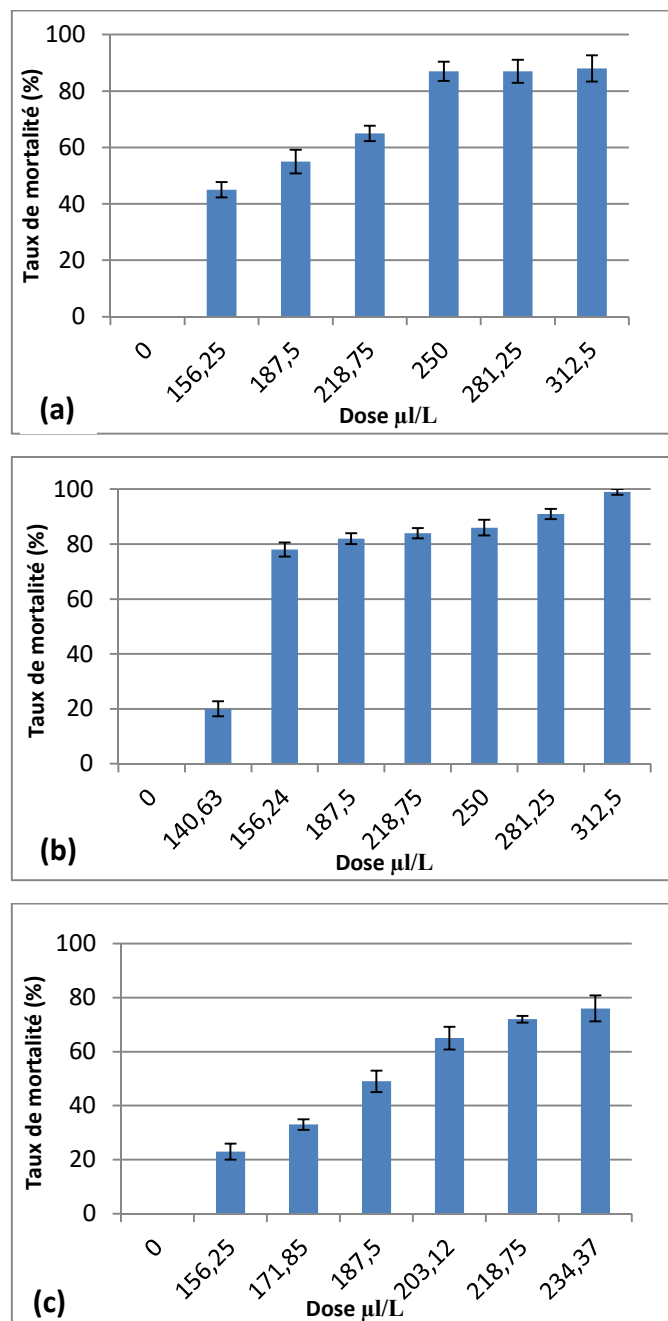 Taux de mortalité (%)
100
80
60
40
20
0
0 156,25 187,5 218,75 250 281,25 312,5
(a)
Dose µl/L
Taux de mortalité (%)
100
80
60
40
20
0
0 140,63 156,24 187,5 218,75 250 281,25 312,5
(b)
Dose µl/L
Taux de mortalité (%)
100
80
60
40
20
0
0 156,25 171,85 187,5 203,12 218,75 234,37
(c)
Dose µl/L